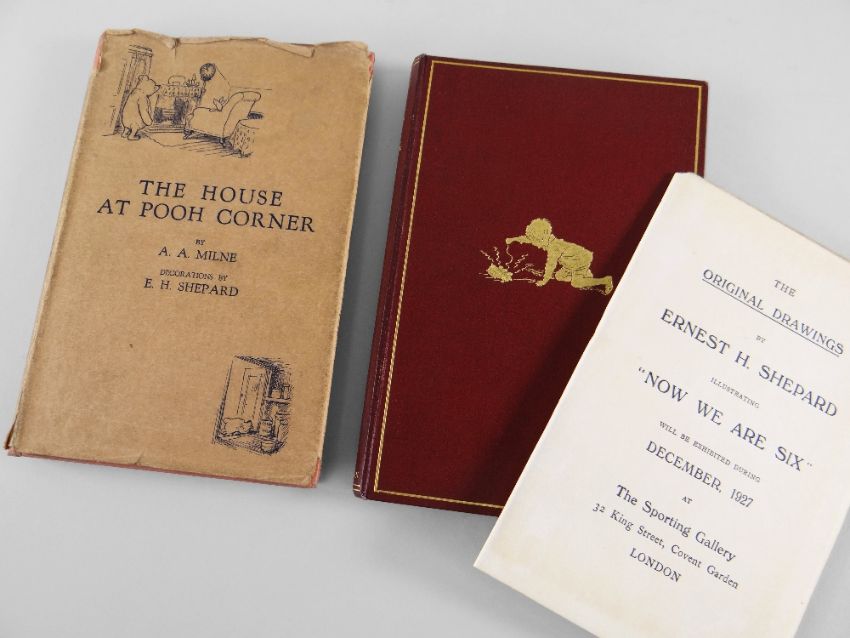 THE HOUSE
AT POOH CORNER
BY
A. A. MILNE
DECORATIONS BY
E. H. SHEPARD
THE
ORIGINAL DRAWINGS
BY
ERNEST H. SHEPARD
ILLUSTRATING
"NOW WE ARE SIX"
WILL BE EXHIBITED DURING
DECEMBER, 1927
AT
The Sporting Gallery
32 King Street, Covent Garden
LONDON